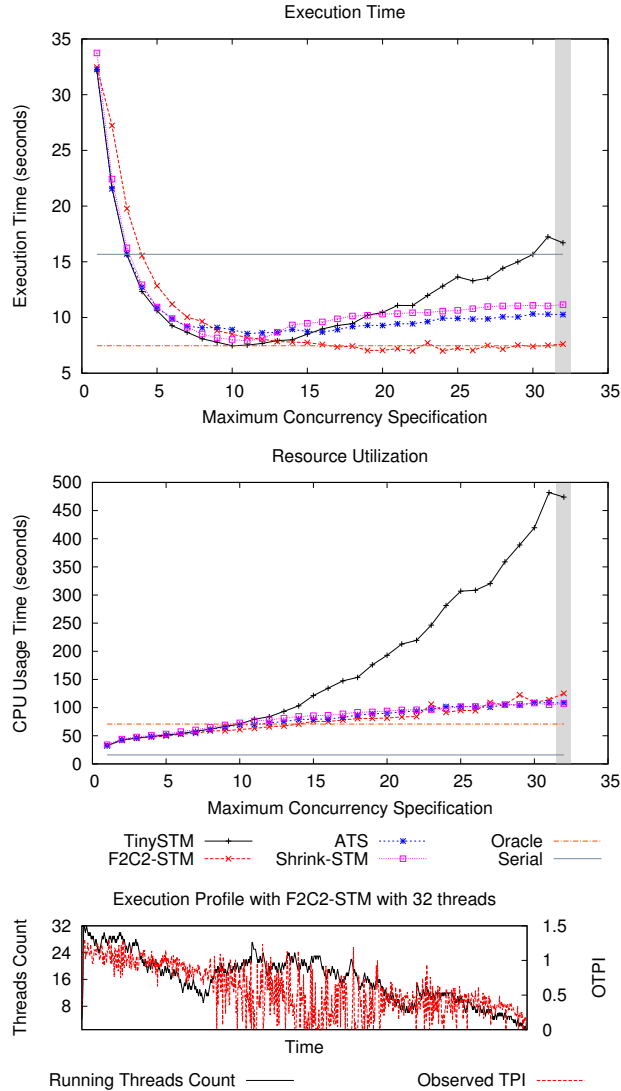 Execution Time
35
30
25
20
15
10
5
0 5 10 15 20 25 30 35
Execution Time (seconds)
Maximum Concurrency Specification
Resource Utilization
500
450
400
350
300
250
200
150
100
50
0
0 5 10 15 20 25 30 35
CPU Usage Time (seconds)
Maximum Concurrency Specification
TinySTM ATS Oracle
F2C2-STM Shrink-STM Serial
Execution Profile with F2C2-STM with 32 threads
32
24
16
8
Threads Count
1.5
1
0.5
0
OTPI
Time
Running Threads Count Observed TPI